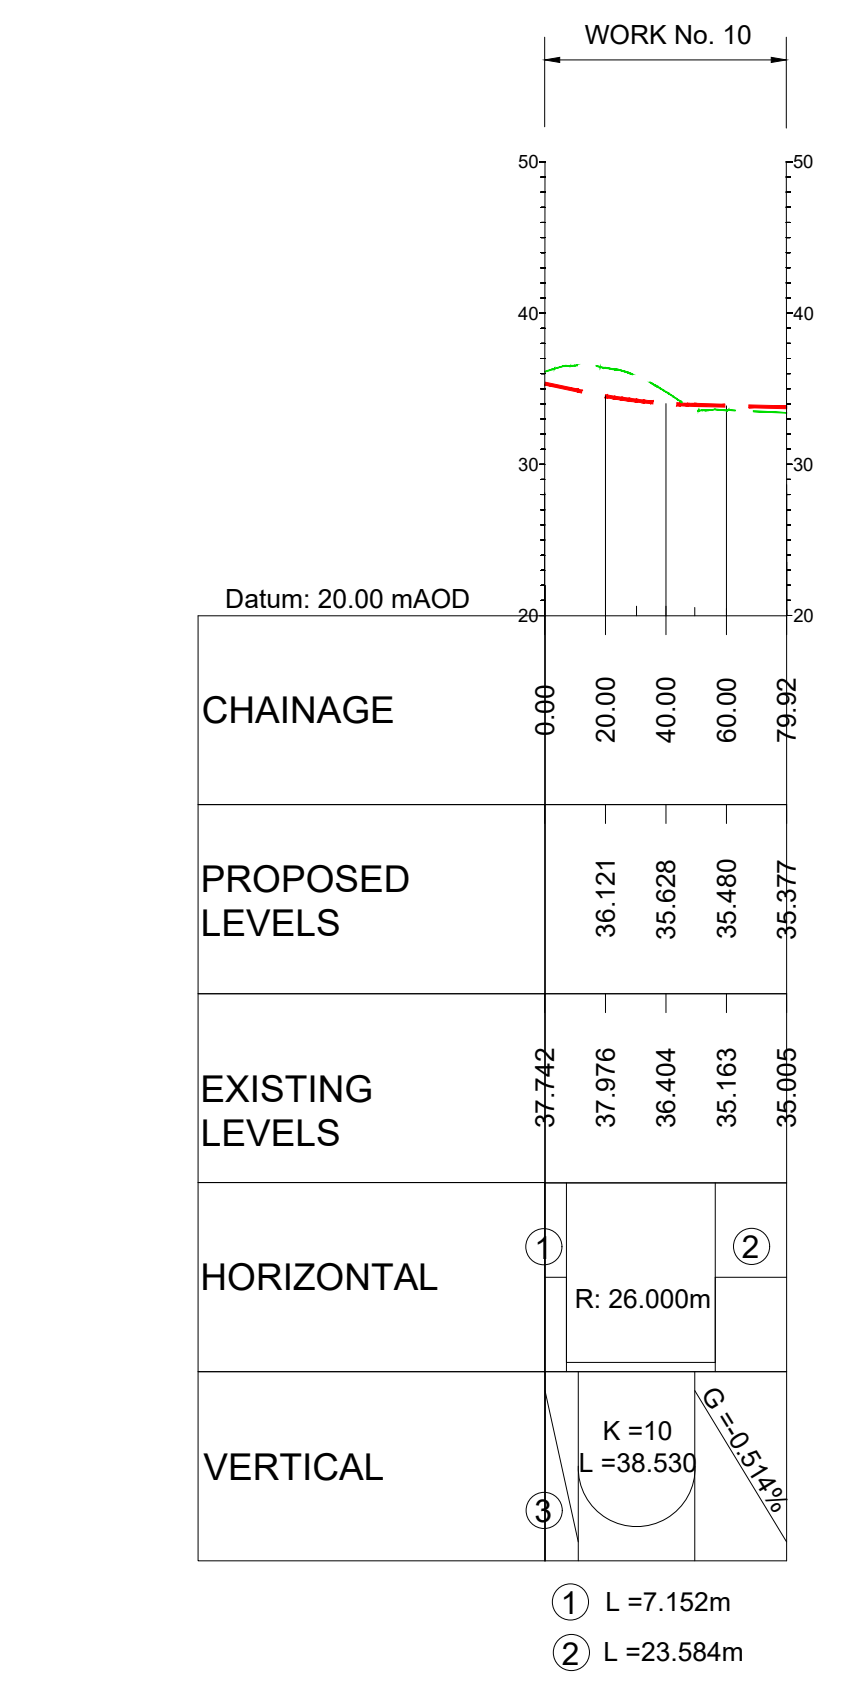 WORK No. 10
50 50
40 40
30 30
Datum: 20.00 mAOD
20 20
CHAINAGE
0.00 20.00 40.00 60.00 79.92
PROPOSED
LEVELS
36.121 35.628 35.480 35.377
EXISTING
LEVELS
37.742 37.976 36.404 35.163 35.005
HORIZONTAL
1
R: 26.000m
2
VERTICAL
3
K =10
L =38.530
G =-0.514%
1 L =7.152m
2 L =23.584m